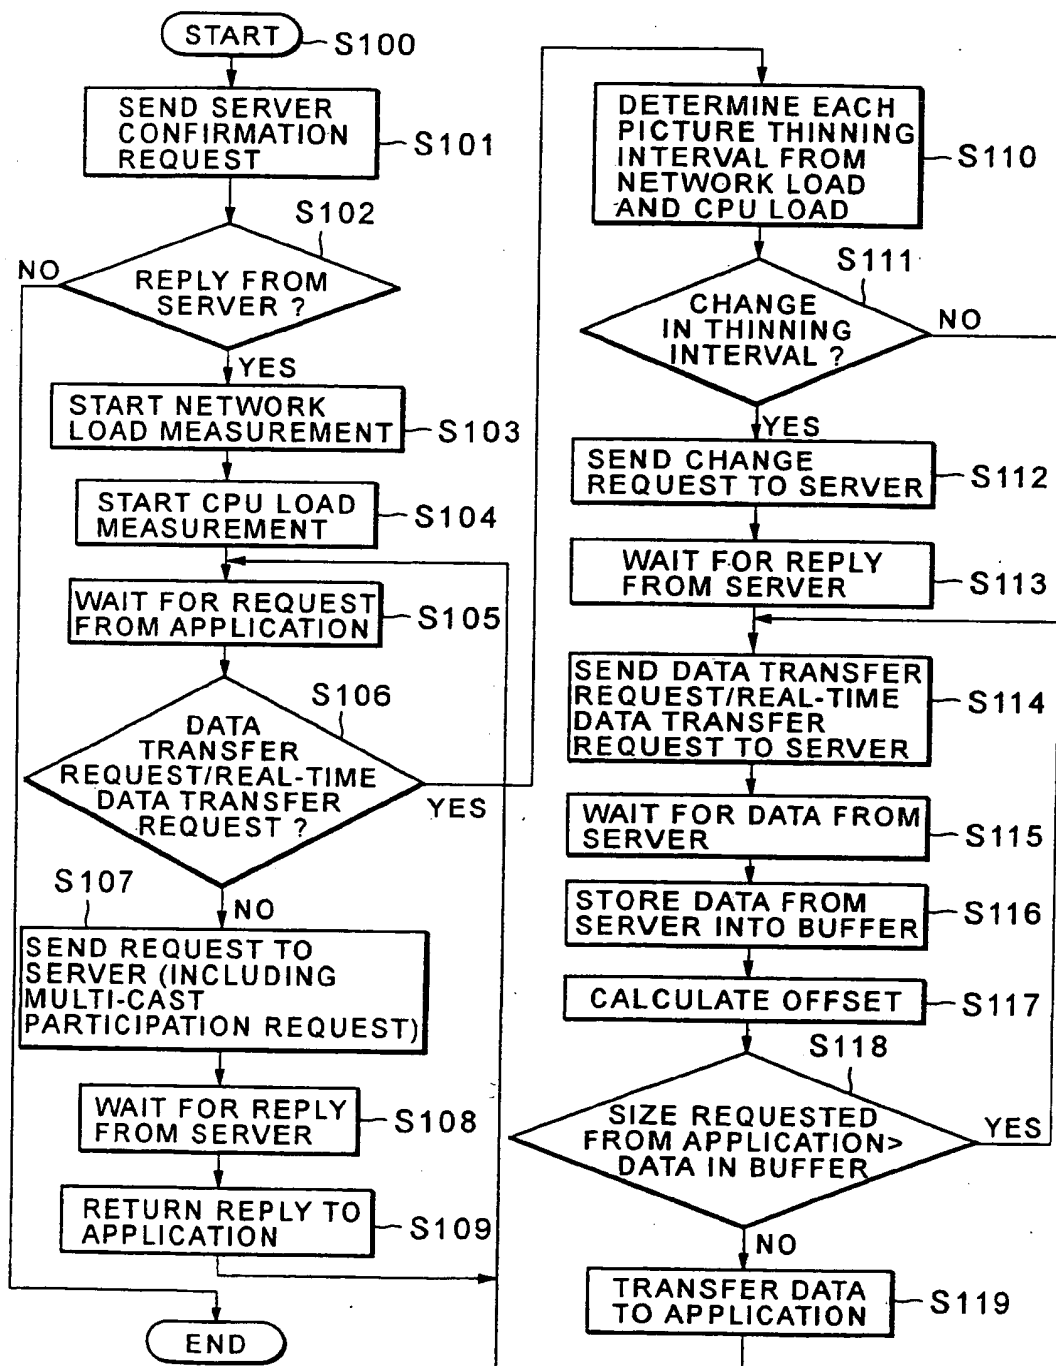 START
S100
SEND SERVER
CONFIRMATION
REQUEST
S101
S102
NO
REPLY FROM
SERVER ?
YES
START NETWORK
LOAD MEASUREMENT
S103
START CPU LOAD
MEASUREMENT
S104
WAIT FOR REQUEST
FROM APPLICATION
S105
S106
DATA
TRANSFER
REQUEST/REAL-TIME
DATA TRANSFER
REQUEST ?
YES
S107
NO
SEND REQUEST TO
SERVER (INCLUDING
MULTI-CAST
PARTICIPATION REQUEST)
WAIT FOR REPLY
FROM SERVER
S108
RETURN REPLY TO
APPLICATION
S109
END
DETERMINE EACH
PICTURE THINNING
INTERVAL FROM
NETWORK LOAD
AND CPU LOAD
S110
S111
CHANGE
IN THINNING
INTERVAL ?
NO
YES
SEND CHANGE
REQUEST TO SERVER
S112
WAIT FOR REPLY
FROM SERVER
S113
SEND DATA TRANSFER
REQUEST/REAL-TIME
DATA TRANSFER
REQUEST TO SERVER
S114
WAIT FOR DATA FROM
SERVER
S115
STORE DATA FROM
SERVER INTO BUFFER
S116
CALCULATE OFFSET
S117
S118
SIZE REQUESTED
FROM APPLICATION>
DATA IN BUFFER
YES
NO
TRANSFER DATA
TO APPLICATION
S119